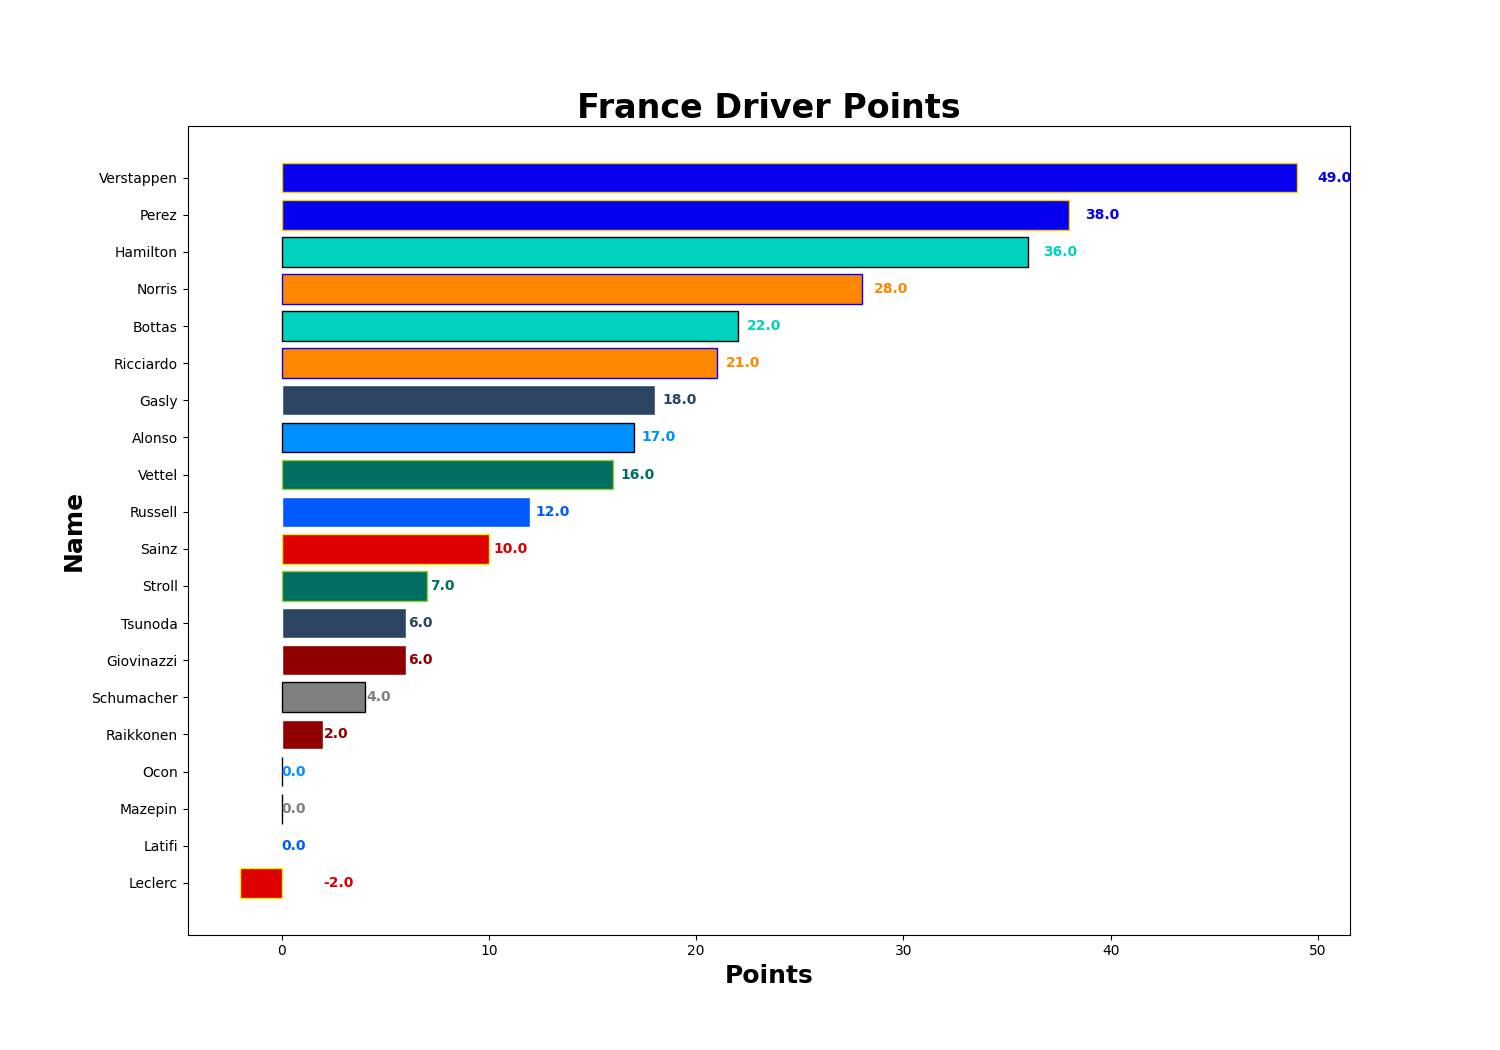 France Driver Points
Verstappen 49.0
Perez 38.0
Hamilton 36.0
Norris 28.0
Bottas 22.0
Ricciardo 21.0
Gasly 18.0
Alonso 17.0
Vettel 16.0
Russell 12.0
Sainz 10.0
Stroll 7.0
Tsunoda 6.0
Giovinazzi 6.0
Schumacher 4.0
Raikkonen 2.0
Ocon 0.0
Mazepin 0.0
Latifi 0.0
Leclerc -2.0
Name
0 10 20 30 40 50
Points